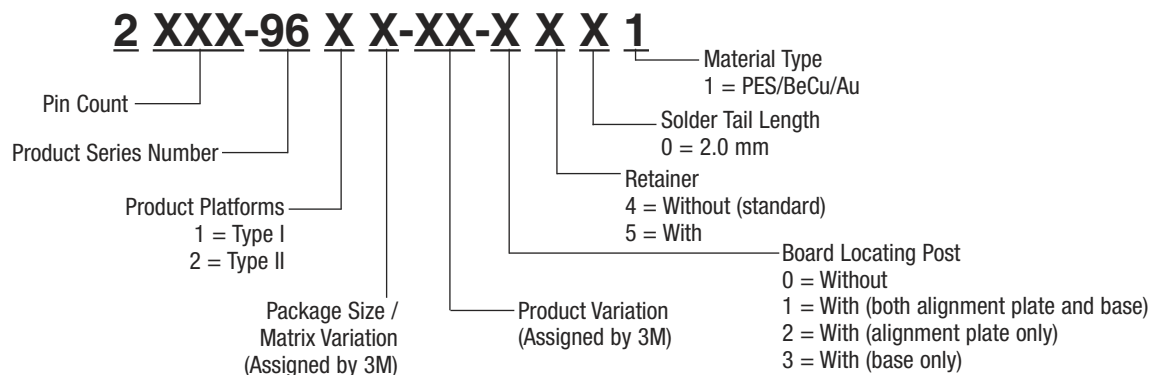 2 XXX-96 X X-XX-X X X 1
Material Type
1 = PES/BeCu/Au
Pin Count
Solder Tail Length
0 = 2.0 mm
Product Series Number
Retainer
4 = Without (standard)
5 = With
Product Platforms
1 = Type I
2 = Type II
Board Locating Post
0 = Without
1 = With (both alignment plate and base)
2 = With (alignment plate only)
3 = With (base only)
Package Size /
Matrix Variation
(Assigned by 3M)
Product Variation
(Assigned by 3M)